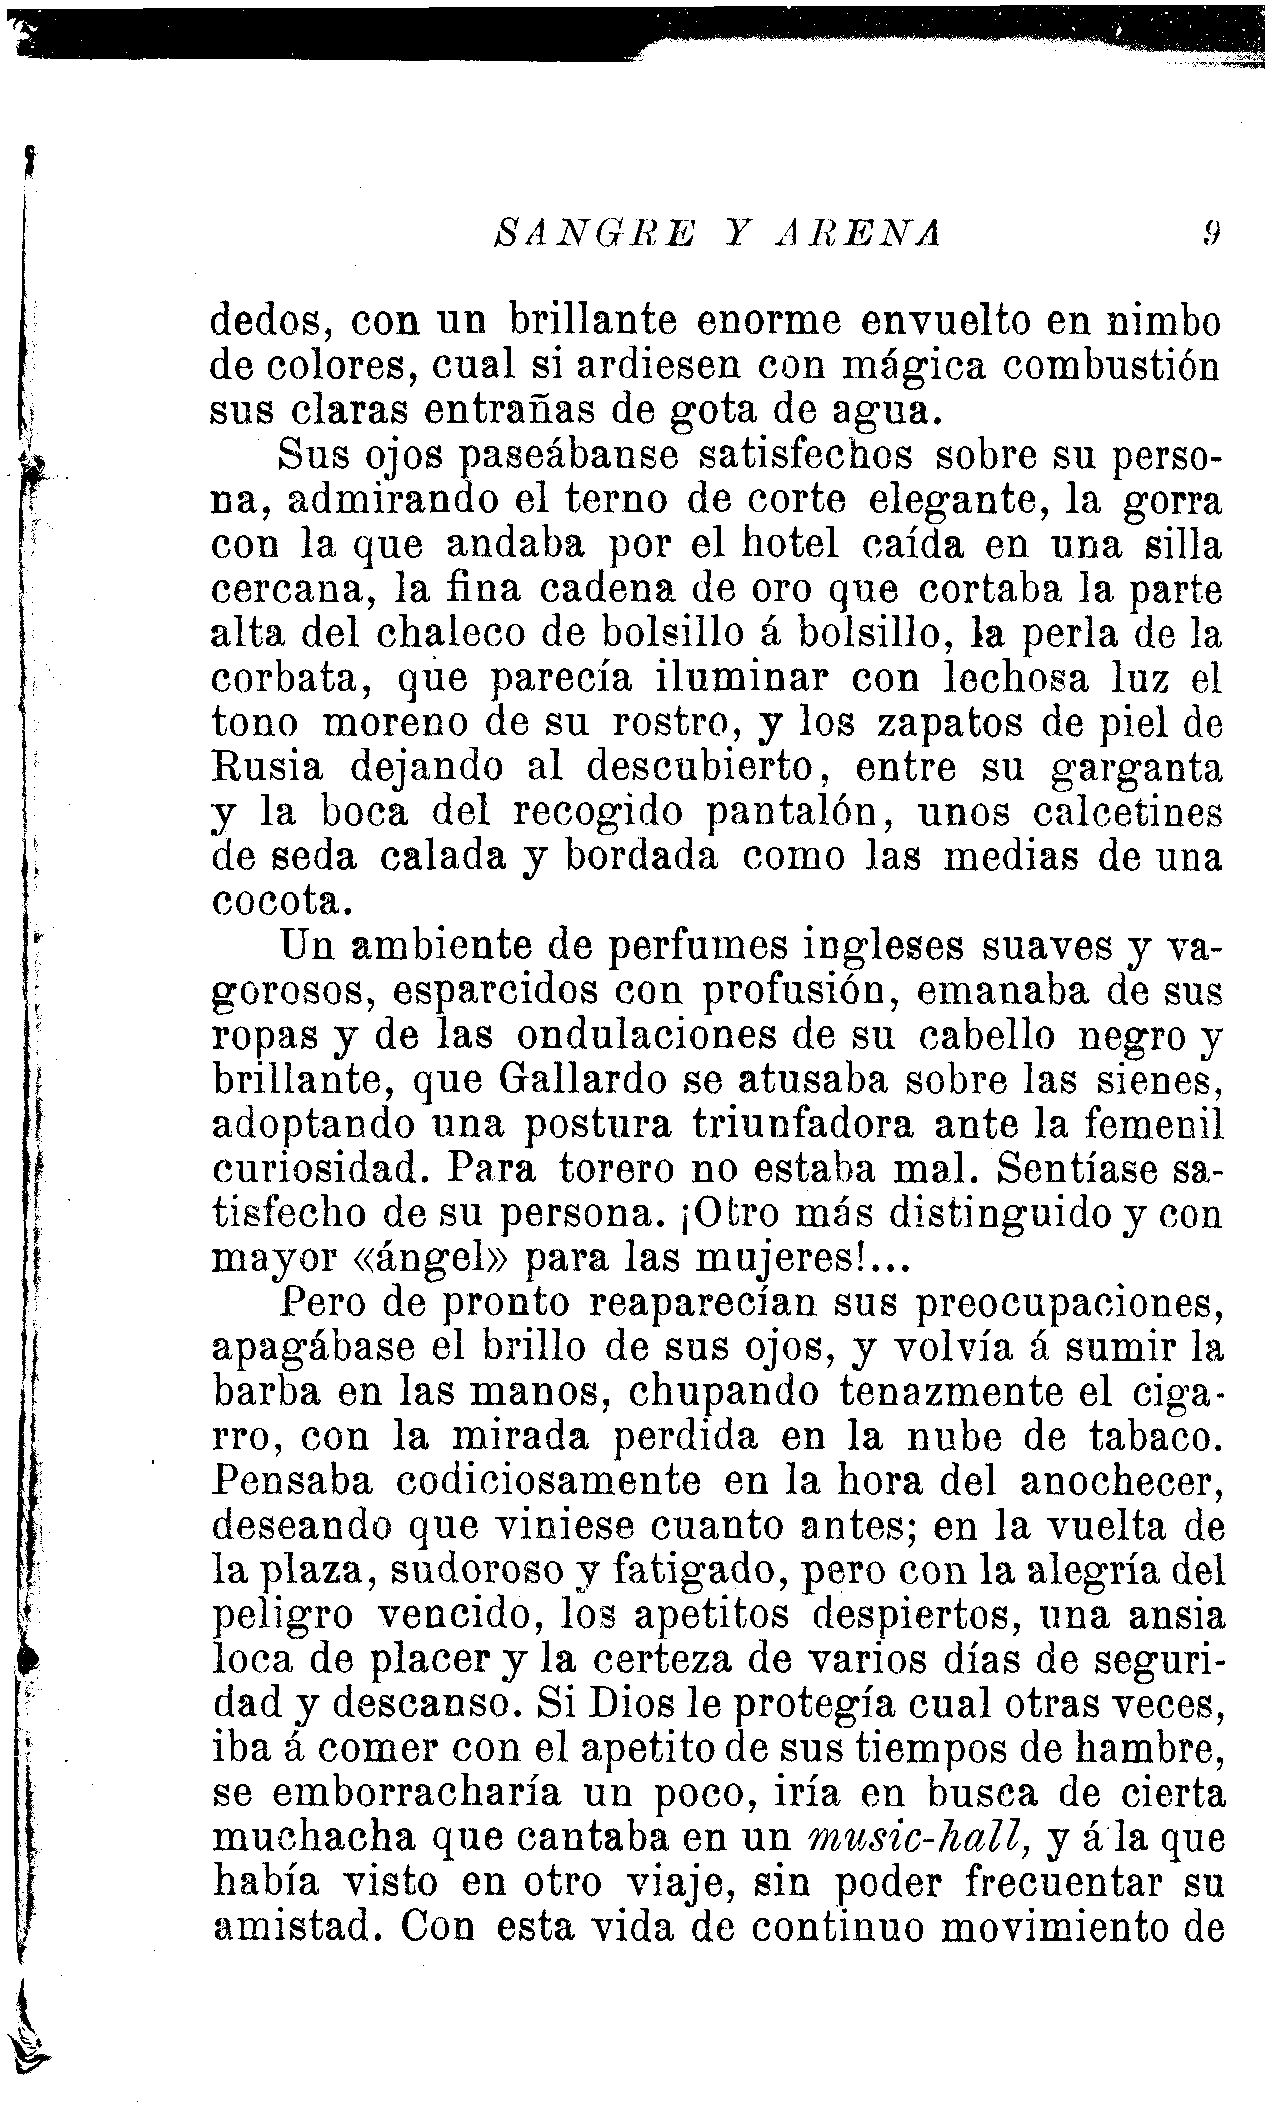 SANGRE Y ARENA 9
dedos, con un brillante enorme envuelto en nimbo
de colores, cual si ardiesen con mágica combustión
sus claras entrañas de gota de agua.
Sus ojos paseábanse satisfechos sobre su perso-
na, admirando el terno de corte elegante, la gorra
con la que andaba por el hotel caída en una silla
cercana, la fina cadena de oro que cortaba la parte
alta del chaleco de bolsillo á bolsillo, la perla de la
corbata, que parecía iluminar con lechosa luz el
tono moreno de su rostro, y los zapatos de piel de
Rusia dejando al descubierto, entre su garganta
y la boca del recogido pantalón, unos calcetines
de seda calada y bordada como las medias de una
cocota.
Un ambiente de perfumes ingleses suaves y va-
gorosos, esparcidos con profusión, emanaba de sus
ropas y de las ondulaciones de su cabello negro y
brillante, que Gallardo se atusaba sobre las sienes,
adoptando una postura triunfadora ante la femenil
curiosidad. Para torero no estaba mal. Sentíase sa-
tisfecho de su persona. ¡Otro más distinguido y con
mayor «ángel» para las mujeres!...
Pero de pronto reaparecían sus preocupaciones,
apagábase el brillo de sus ojos, y volvía á sumir la
barba en las manos, chupando tenazmente el ciga-
rro, con la mirada perdida en la nube de tabaco.
Pensaba codiciosamente en la hora del anochecer,
deseando que viniese cuanto antes; en la vuelta de
la plaza, sudoroso y fatigado, pero con la alegría del
peligro vencido, los apetitos despiertos, una ansia
loca de placer y la certeza de varios días de seguri-
dad y descanso. Si Dios le protegía cual otras veces,
iba á comer con el apetito de sus tiempos de hambre,
se emborracharía un poco, iría en busca de cierta
muchacha que cantaba en un music-hall, y á la que
había visto en otro viaje, sin poder frecuentar su
amistad. Con esta vida de continuo movimiento de